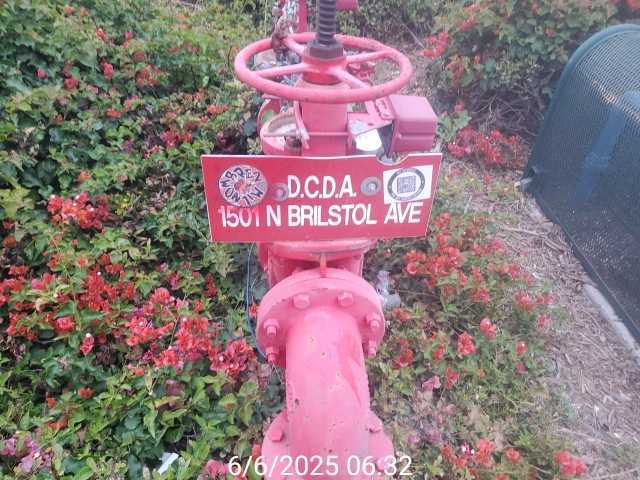 D.C.D.A.
1501 N BRILSTOL AVE
6/6/2025 06:32